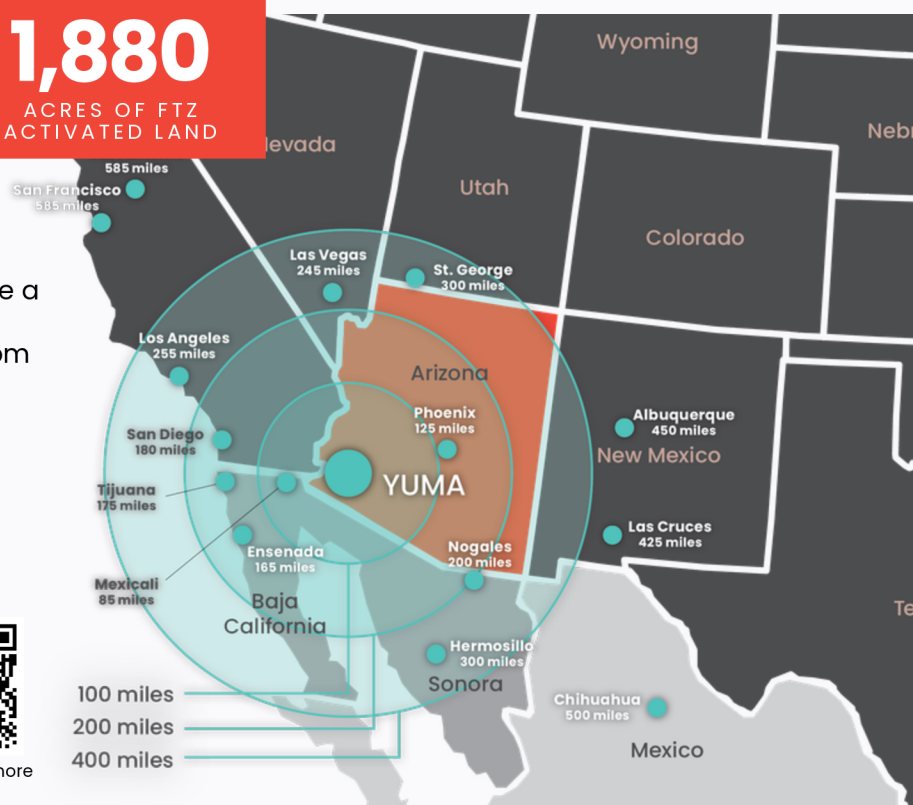 1,880
ACRES OF FTZ
ACTIVATED LAND
Wyoming
Utah
Colorado
585 miles
San Francisco
585 miles
Las Vegas
245 miles
St. George
300 miles
e a
om
Los Angeles
255 miles
Arizona
Phoenix
125 miles
Albuquerque
450 miles
New Mexico
San Diego
180 miles
YUMA
Tijuana
175 miles
Las Cruces
425 miles
Ensenada
165 miles
Nogales
200 miles
Mexicali
85 miles
Baja
California
Hermosillo
300 miles
Sonora
100 miles
200 miles
400 miles
Chihuahua
500 miles
Mexico